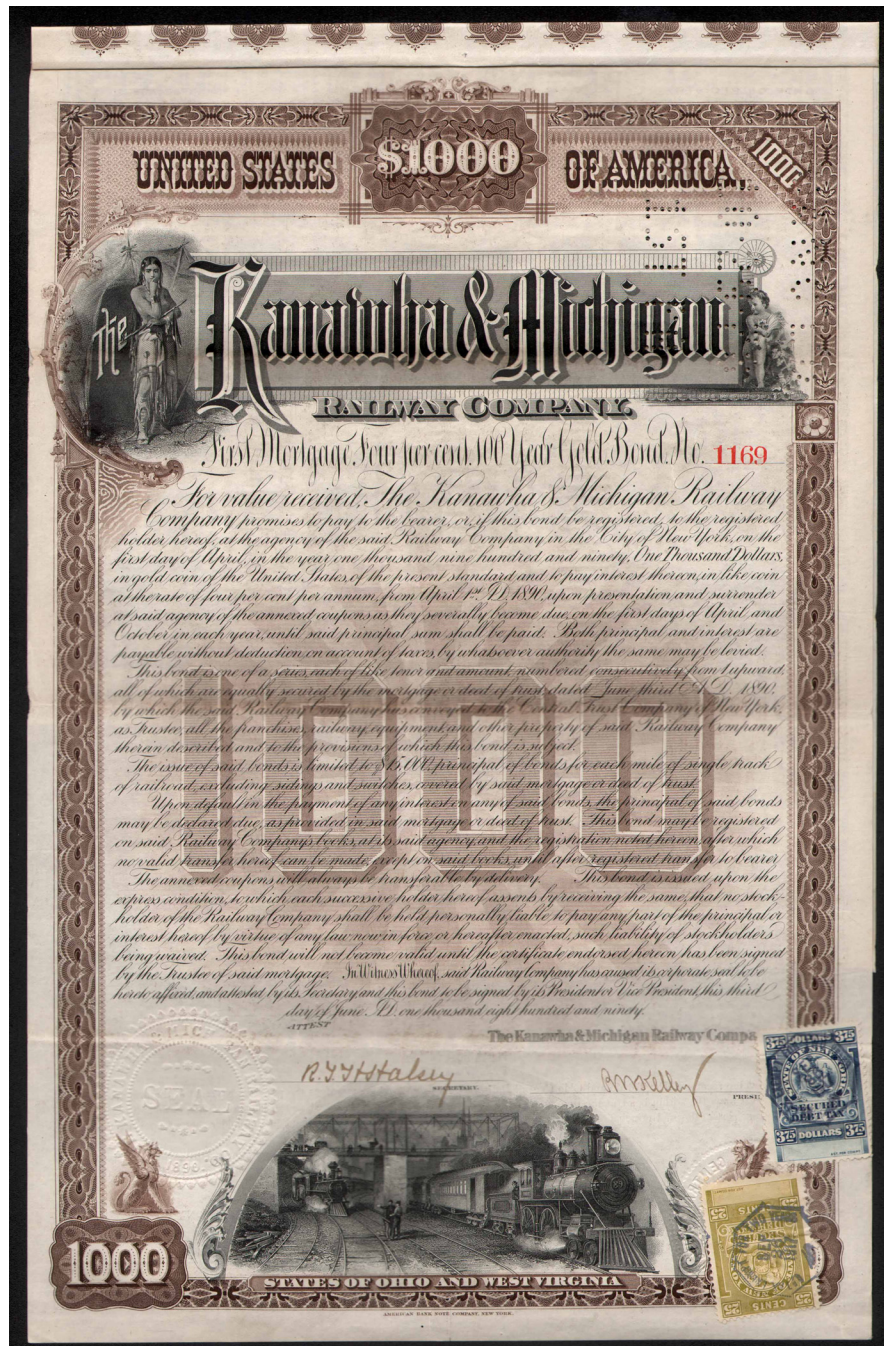 UNITED STATES $1000 OF AMERICA 1000
The Kanawha & Michigan
RAILWAY COMPANY.
First Mortgage Four per cent. 100 Year Gold Bond. No. 1169
For value received, The Kanawha & Michigan Railway
Company promises to pay to the bearer, or, if this bond be registered, to the registered
holder hereof, at the agency of the said Railway Company in the City of New York, on the
first day of April, in the year one thousand nine hundred and ninety, One Thousand Dollars,
in gold coin of the United States, of the present standard and to pay interest thereon, in like coin
at the rate of four per cent per annum, from April 1st A.D. 1890, upon presentation and surrender
at said agency of the annexed coupons as they severally become due, on the first days of April and
October in each year, until said principal sum shall be paid. Both principal and interest are
payable without deduction on account of taxes, by whatsoever authority the same may be levied.
This bond is one of a series, each of like tenor and amount, numbered consecutively from 1 upward,
all of which are equally secured by the mortgage or deed of trust dated June third A.D. 1890,
by which the said Railway Company has conveyed to the Central Trust Company of New York,
as Trustee, all the franchises, railway, equipment, and other property of said Railway Company
therein described and to the provisions of which this bond is subject.
The issue of said bonds is limited to $15,000, principal of bonds for each mile of single track
of railroad, excluding sidings and switches, covered by said mortgage or deed of trust.
Upon default in the payment of any interest on any of said bonds, the principal of said bonds
may be declared due, as provided in said mortgage or deed of trust. This bond may be registered
on said Railway Company's books, at its said agency, and the registration noted hereon, after which
no valid transfer hereof can be made, except on said books, until after registered transfer to bearer.
The annexed coupons will always be transferable by delivery. This bond is issued upon the
express condition, to which each successive holder hereof assents by receiving the same, that no stock-
holder of the Railway Company shall be held personally liable to pay any part of the principal or
interest hereof by virtue of any law now in force or hereafter enacted, such liability of stockholders
being waived. This bond will not become valid until the certificate endorsed hereon has been signed
by the Trustee of said mortgage. In Witness Whereof, said Railway Company has caused its corporate seal to be
hereto affixed, and attested by its Secretary and this bond to be signed by its President or Vice President, this third
day of June A.D. one thousand eight hundred and ninety.
ATTEST
The Kanawha & Michigan Railway Compa
R.T.H. Halsey
SECRETARY.
PRESI
SEAL
1890
1000
1000
STATES OF OHIO AND WEST VIRGINIA
AMERICAN BANK NOTE COMPANY, NEW YORK.
3.75 DOLLARS 3.75
STATE OF NEW YORK
SECURED
DEBT TAX
3.75 DOLLARS 3.75
25 CENTS 25
25 CENTS 25